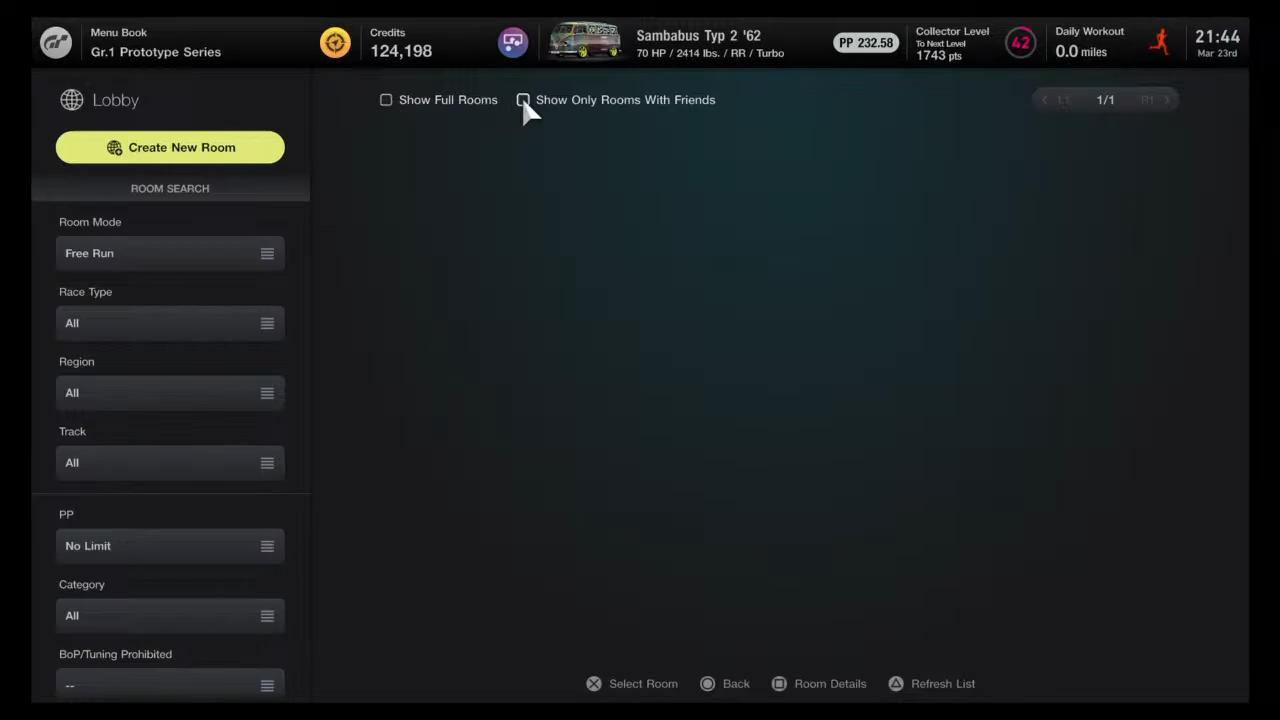 Menu Book
Gr.1 Prototype Series
Credits
124,198
Sambabus Typ 2 '62
70 HP / 2414 lbs. / RR / Turbo
PP 232.58
Collector Level
To Next Level
1743 pts
42
Daily Workout
0.0 miles
21:44
Mar 23rd
Lobby
Show Full Rooms
Show Only Rooms With Friends
L1
1/1
R1
Create New Room
ROOM SEARCH
Room Mode
Free Run
Race Type
All
Region
All
Track
All
PP
No Limit
Category
All
BoP/Tuning Prohibited
--
Select Room
Back
Room Details
Refresh List